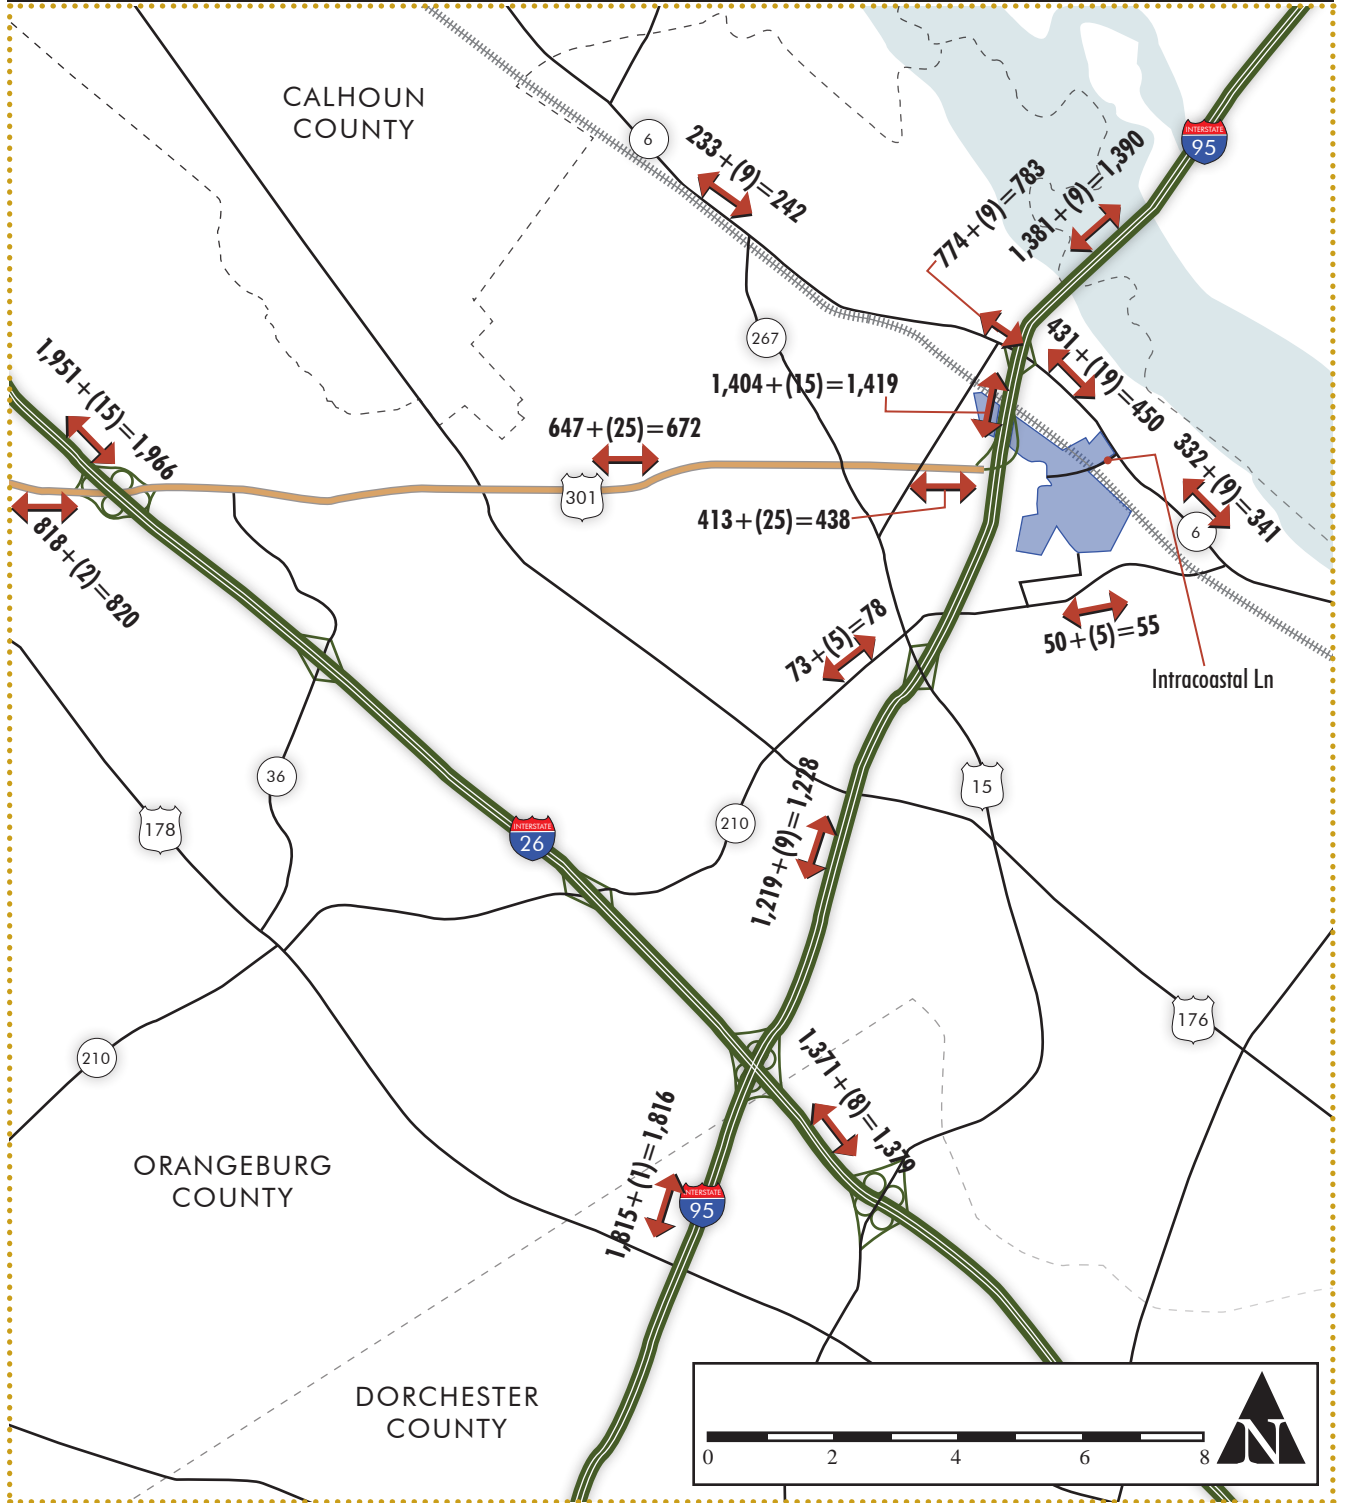 CALHOUN
COUNTY
6
233+(9)=242
INTERSTATE
95
774+(9)=783
1,381+(9)=1,390
267
431+(19)=450
1,951+(15)=1,966
1,404+(15)=1,419
647+(25)=672
332+(9)=341
301
413+(25)=438
6
818+(2)=820
73+(5)=78
50+(5)=55
Intracoastal Ln
36
15
178
INTERSTATE
26
210
1,219+(9)=1,228
176
210
1,371+(8)=1,379
1,815+(1)=1,816
ORANGEBURG
COUNTY
INTERSTATE
95
DORCHESTER
COUNTY
0 2 4 6 8
N